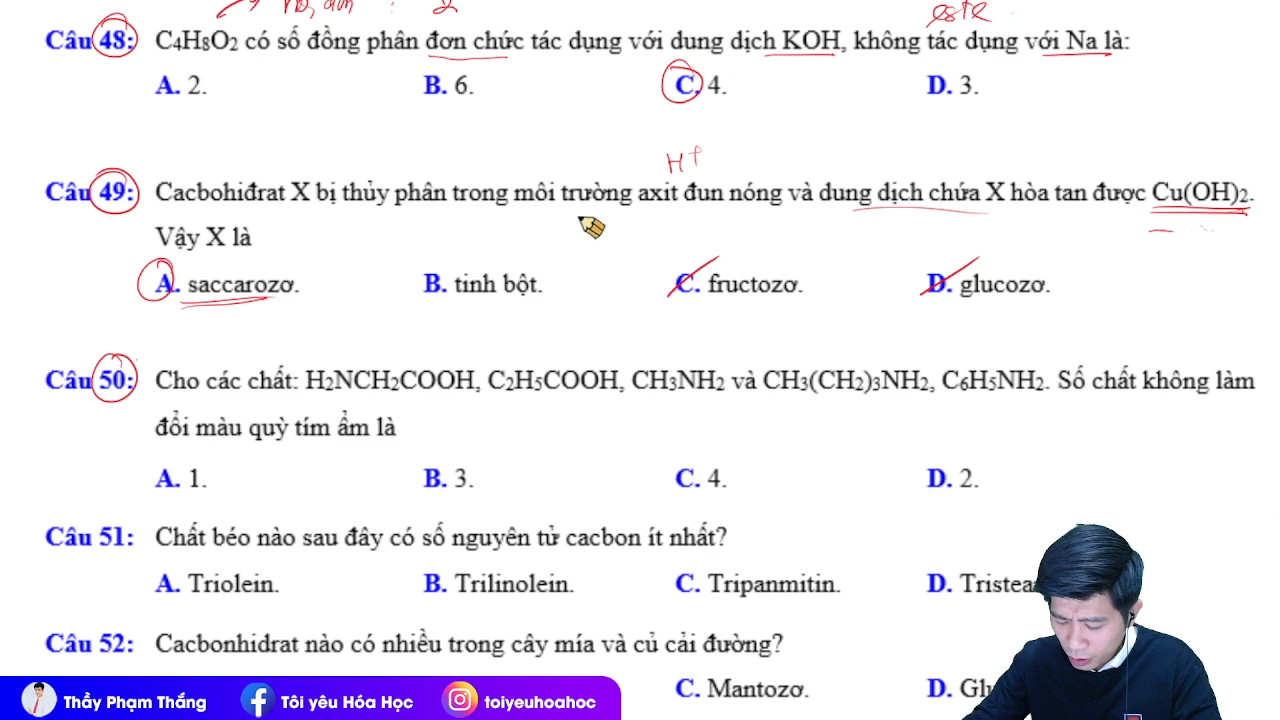 este
Câu 48: C4H8O2 có số đồng phân đơn chức tác dụng với dung dịch KOH, không tác dụng với Na là:
A. 2. B. 6. C. 4. D. 3.
H+
Câu 49: Cacbohiđrat X bị thủy phân trong môi trường axit đun nóng và dung dịch chứa X hòa tan được Cu(OH)2.
Vậy X là
A. saccarozơ. B. tinh bột. C. fructozơ. D. glucozơ.
Câu 50: Cho các chất: H2NCH2COOH, C2H5COOH, CH3NH2 và CH3(CH2)3NH2, C6H5NH2. Số chất không làm
đổi màu quỳ tím ẩm là
A. 1. B. 3. C. 4. D. 2.
Câu 51: Chất béo nào sau đây có số nguyên tử cacbon ít nhất?
A. Triolein. B. Trilinolein. C. Tripanmitin. D.
Câu 52: Cacbonhidrat nào có nhiều trong cây mía và củ cải đường?
C. Mantozơ. D.
Thầy Phạm Thắng Tôi yêu Hóa Học toiyeuhoahoc